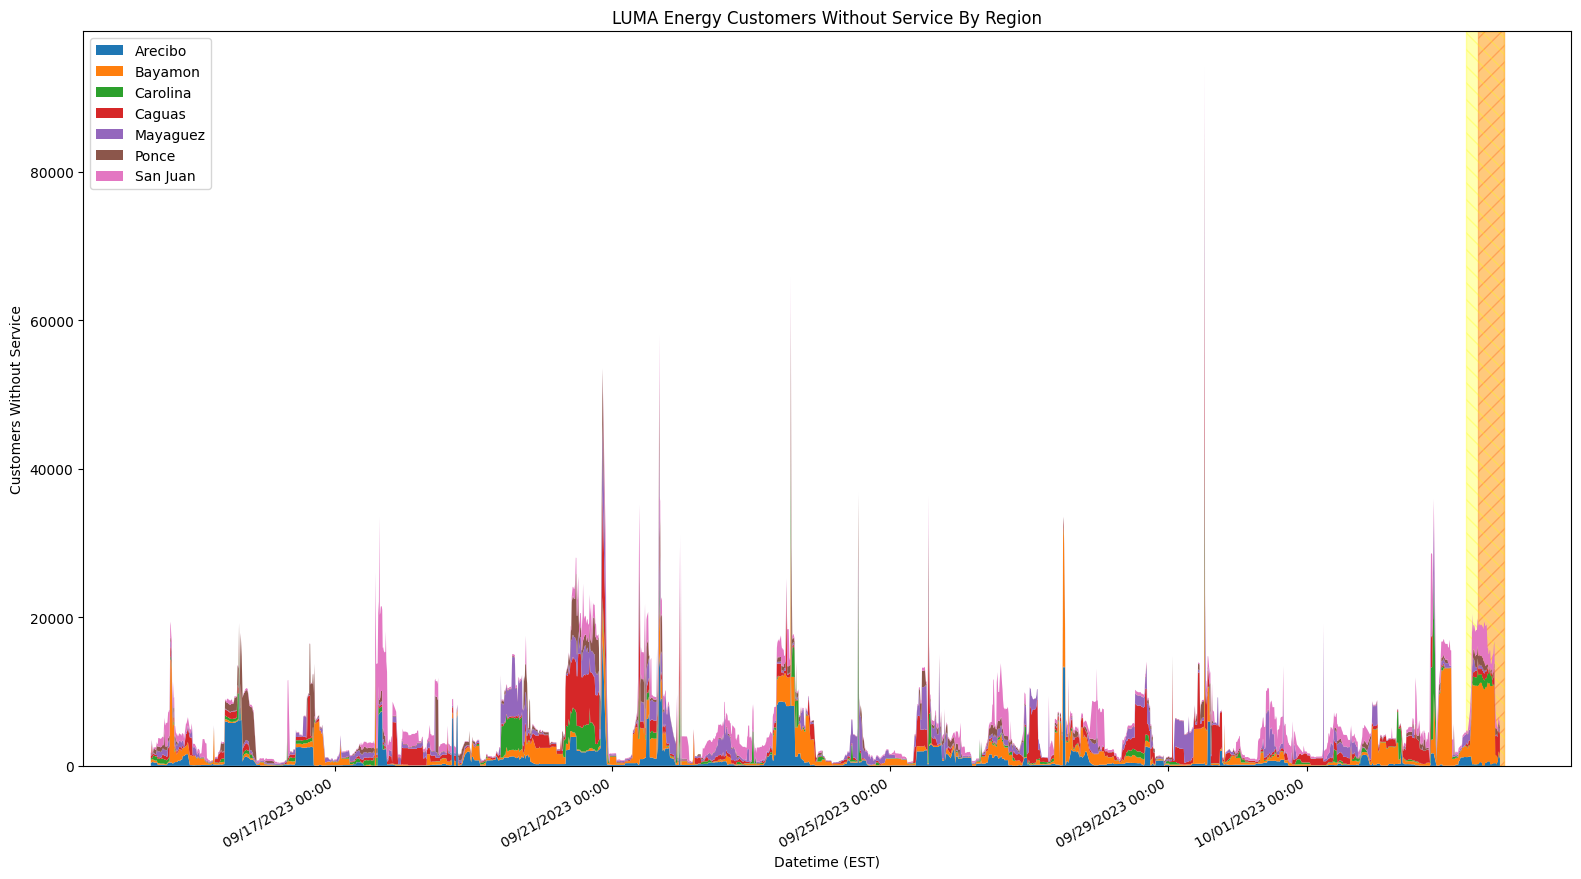 LUMA Energy Customers Without Service By Region
Arecibo
Bayamon
Carolina
Caguas
Mayaguez
Ponce
San Juan
80000
60000
40000
20000
0
Customers Without Service
09/17/2023 00:00
09/21/2023 00:00
09/25/2023 00:00
09/29/2023 00:00
10/01/2023 00:00
Datetime (EST)